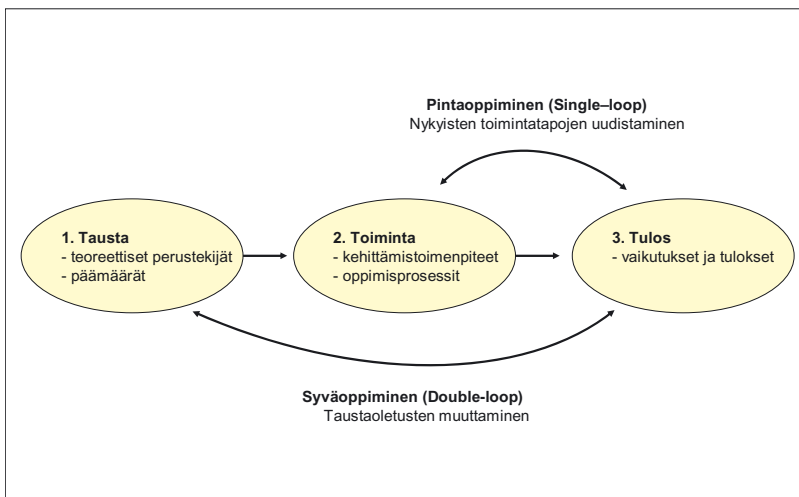 Pintaoppiminen (Single–loop)
Nykyisten toimintatapojen uudistaminen
1. Tausta
- teoreettiset perustekijät
- päämäärät
2. Toiminta
- kehittämistoimenpiteet
- oppimisprosessit
3. Tulos
- vaikutukset ja tulokset
Syväoppiminen (Double-loop)
Taustaoletusten muuttaminen